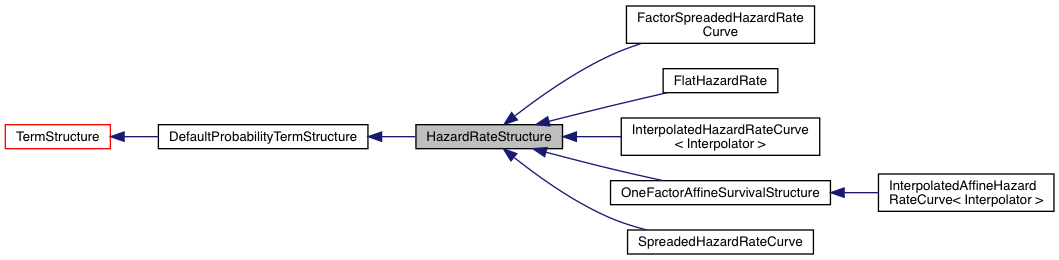 FactorSpreadedHazardRate
Curve
FlatHazardRate
InterpolatedHazardRateCurve
< Interpolator >
TermStructure
DefaultProbabilityTermStructure
HazardRateStructure
OneFactorAffineSurvivalStructure
InterpolatedAffineHazard
RateCurve< Interpolator >
SpreadedHazardRateCurve